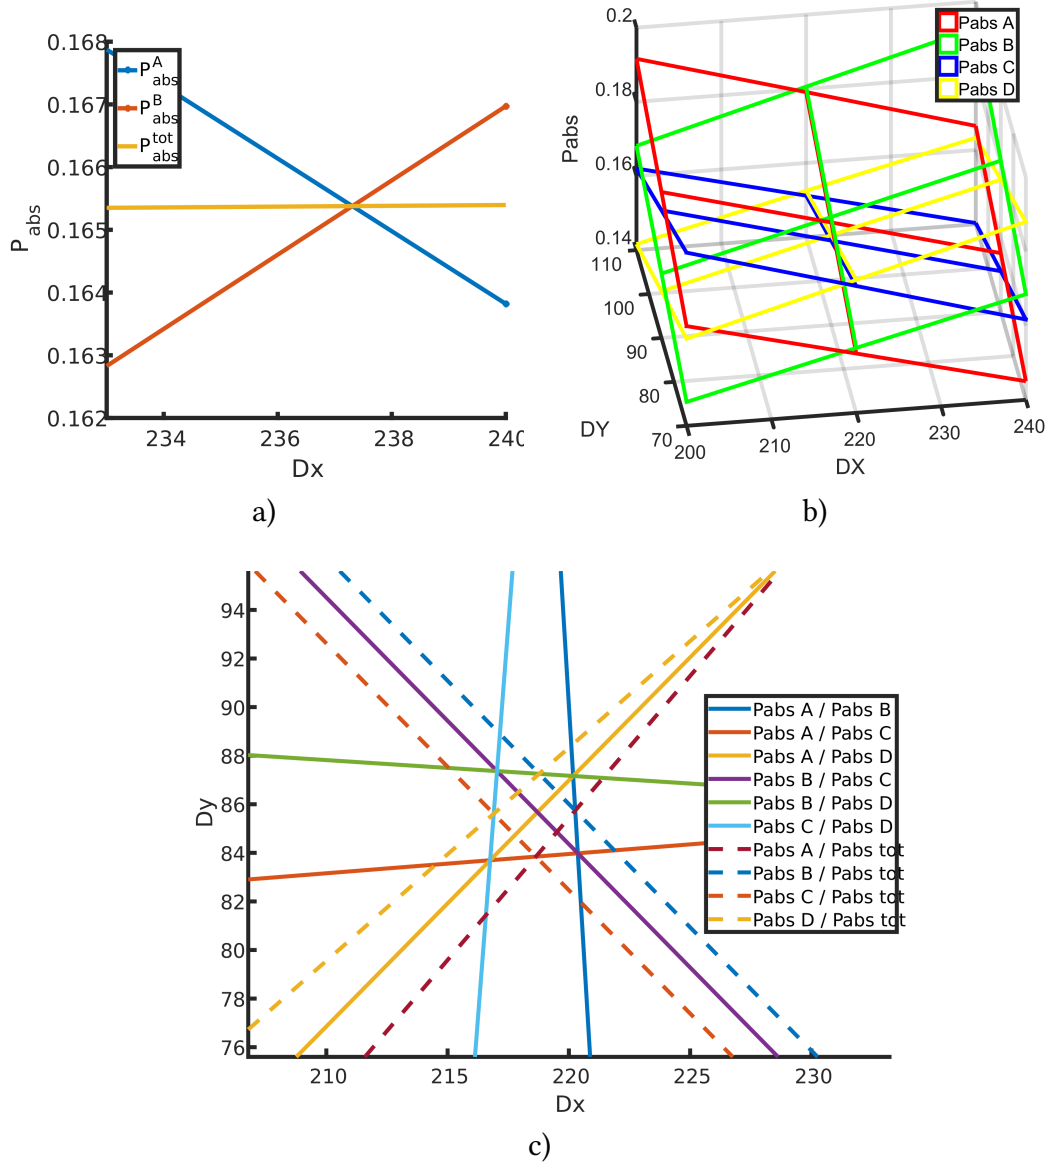 0.168
0.167
0.166
0.165
0.164
0.163
0.162
P abs
P A abs
P B abs
P tot abs
234
236
238
240
Dx
a)
0.2
0.18
0.16
0.14
Pabs
Pabs A
Pabs B
Pabs C
Pabs D
110
100
90
80
70
DY
200
210
220
230
240
DX
b)
94
92
90
88
86
84
82
80
78
76
Dy
Pabs A / Pabs B
Pabs A / Pabs C
Pabs A / Pabs D
Pabs B / Pabs C
Pabs B / Pabs D
Pabs C / Pabs D
Pabs A / Pabs tot
Pabs B / Pabs tot
Pabs C / Pabs tot
Pabs D / Pabs tot
210
215
220
225
230
Dx
c)